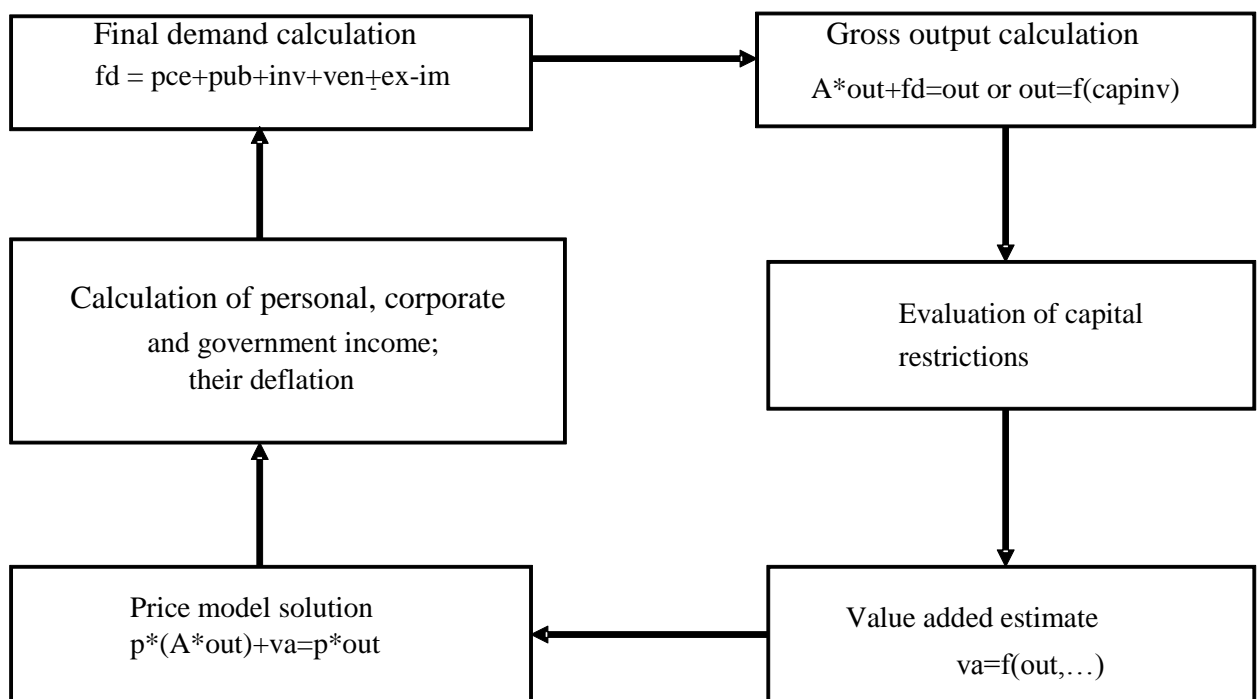 Final demand calculation
fd = pce+pub+inv+ven+ex-im
Gross output calculation
A*out+fd=out or out=f(capinv)
Calculation of personal, corporate
and government income;
their deflation
Evaluation of capital
restrictions
Price model solution
p*(A*out)+va=p*out
Value added estimate
va=f(out,…)